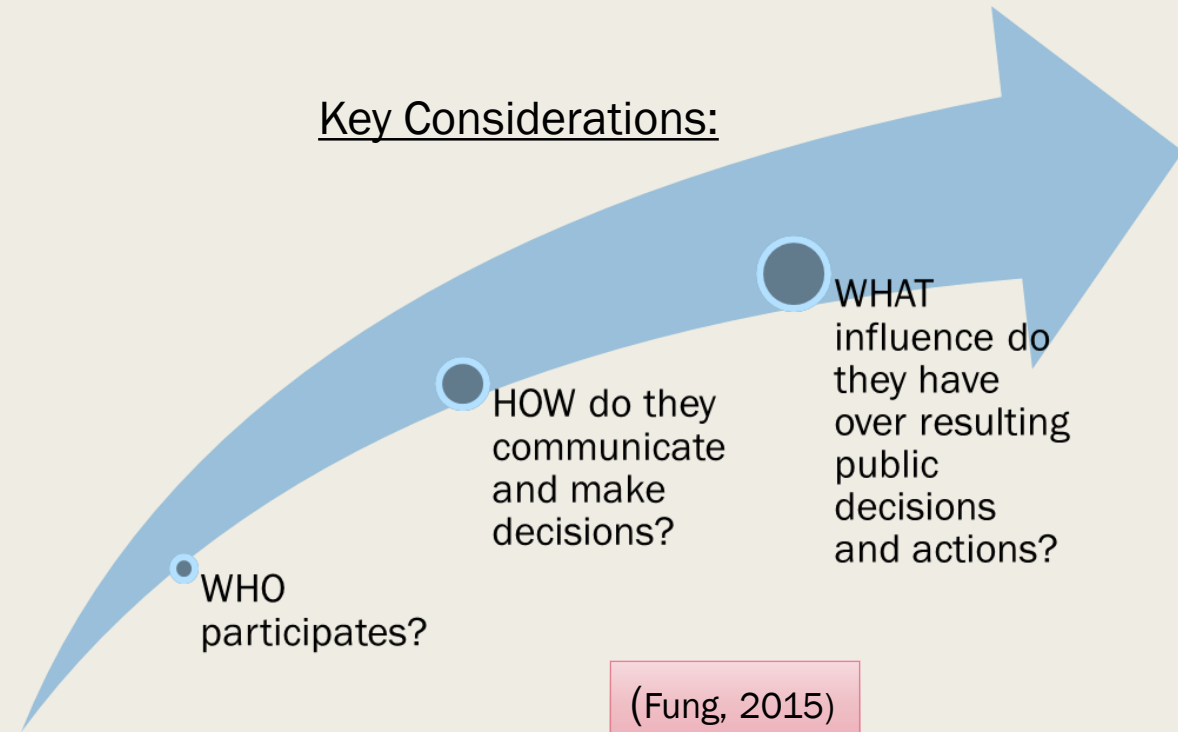 Key Considerations:
WHO
participates?
HOW do they
communicate
and make
decisions?
WHAT
influence do
they have
over resulting
public
decisions
and actions?
(Fung, 2015)